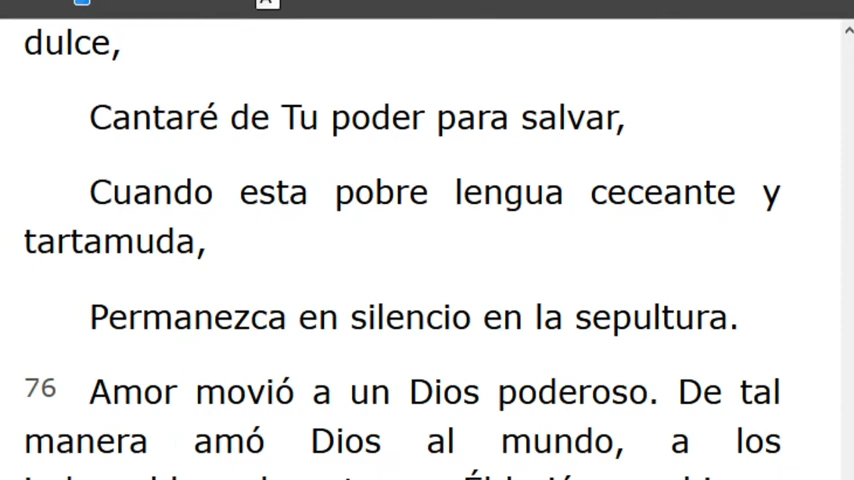 dulce,
Cantaré de Tu poder para salvar,
Cuando esta pobre lengua ceceante y
tartamuda,
Permanezca en silencio en la sepultura.
76 Amor movió a un Dios poderoso. De tal
manera amó Dios al mundo, a los